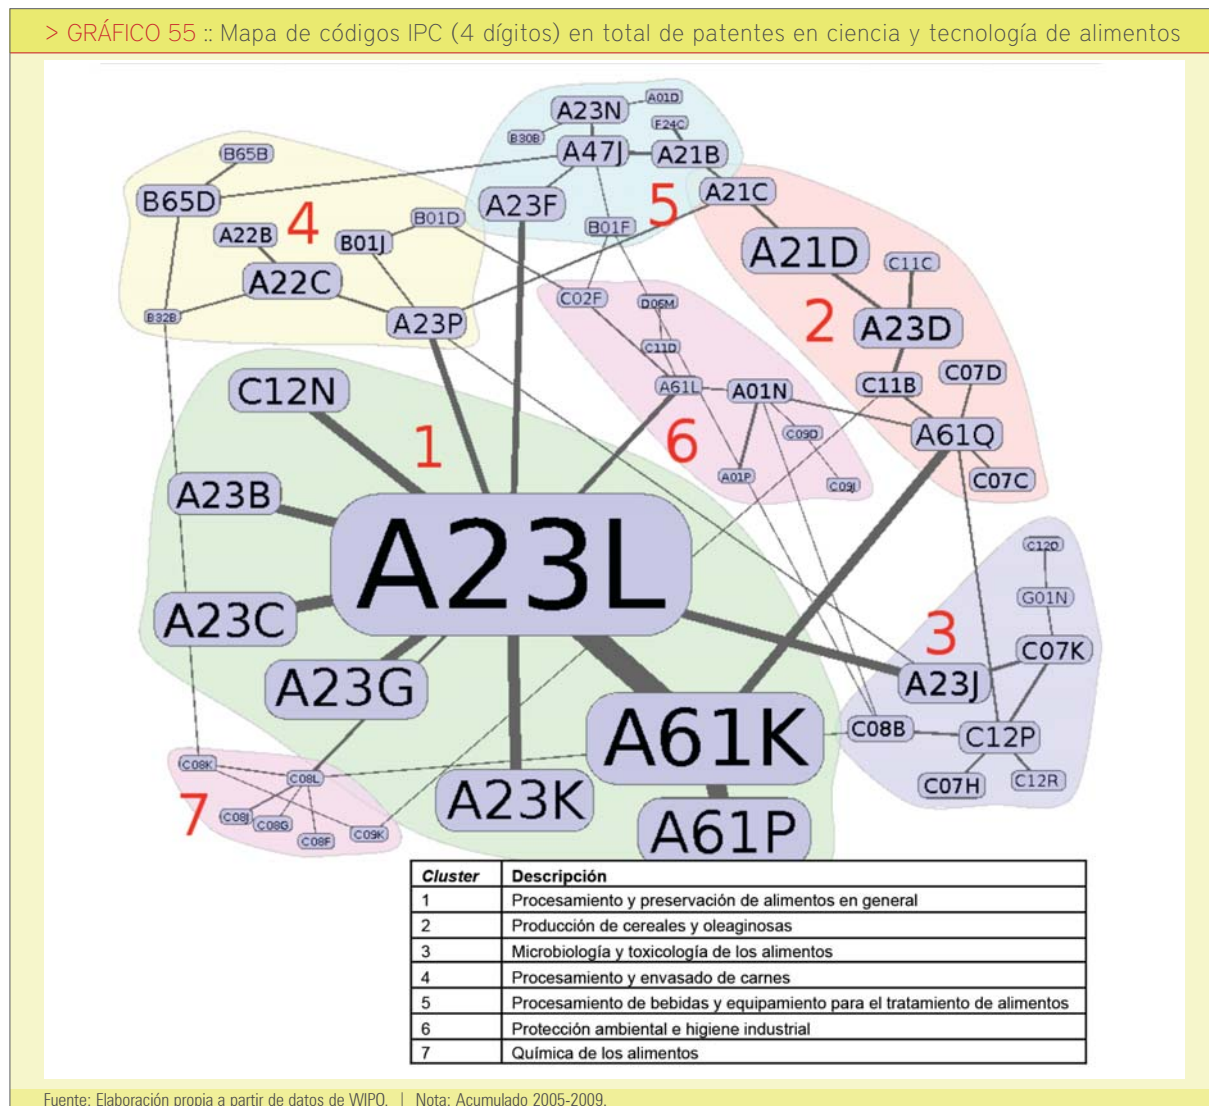 > GRÁFICO 55 :: Mapa de códigos IPC (4 dígitos) en total de patentes en ciencia y tecnología de alimentos
A23N
A01D
B30B
F24C
A47J
A21B
B65B
B65D
A23F
5
A21C
4
A22B
B01J
B01D
B01F
A21D
C11C
A22C
C02F
D06M
2
B32B
A23P
A23D
C11D
C12N
A61L
A01N
C11B
C07D
1
6
C09D
A61Q
A23B
A01P
C09J
C07C
A23L
C12Q
G01N
A23C
3
C07K
A23G
A23J
A61K
C08B
C12P
C08K
C08L
A23K
C07H
C12R
7
C08J
C08G
C08F
C09K
A61P
Cluster Descripción
1 Procesamiento y preservación de alimentos en general
2 Producción de cereales y oleaginosas
3 Microbiología y toxicología de los alimentos
4 Procesamiento y envasado de carnes
5 Procesamiento de bebidas y equipamiento para el tratamiento de alimentos
6 Protección ambiental e higiene industrial
7 Química de los alimentos
Fuente: Elaboración propia a partir de datos de WIPO. | Nota: Acumulado 2005-2009.